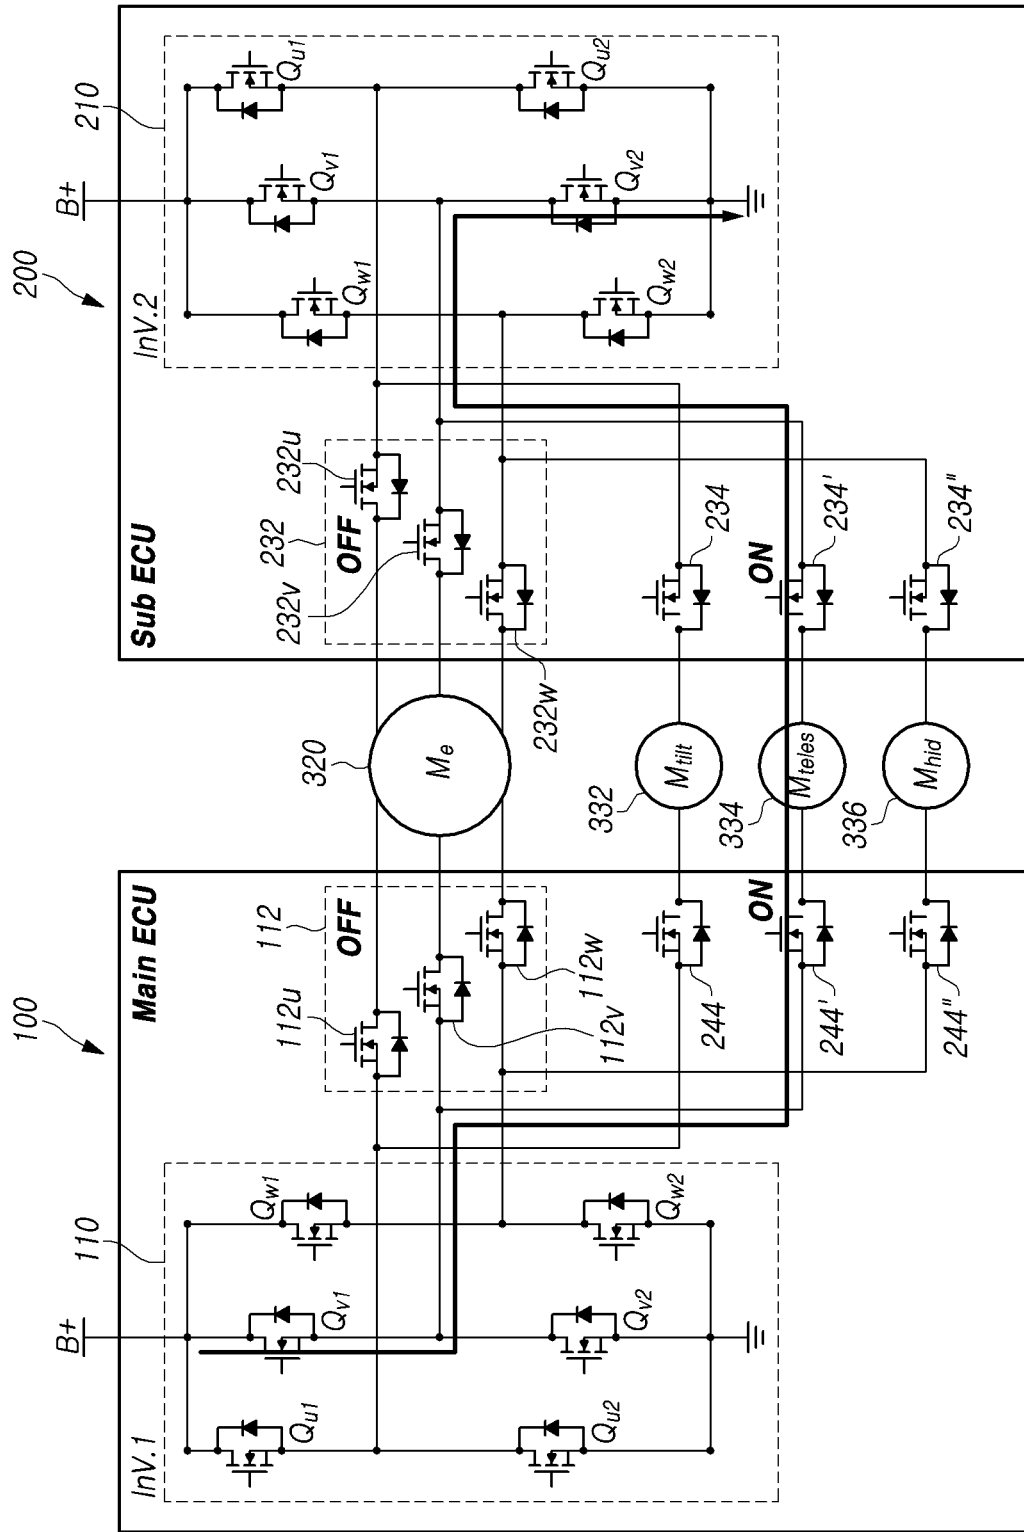 100
200
Main ECU
Sub ECU
B+
110
InV.1
Qu1
Qv1
Qw1
Qu2
Qv2
Qw2
112u
112
OFF
112v
112w
244
ON
244'
244"
320
Me
332
Mtilt
334
Mteles
336
Mhid
232
232u
OFF
232v
232w
234
ON
234'
234"
B+
210
InV.2
Qw1
Qv1
Qu1
Qw2
Qv2
Qu2